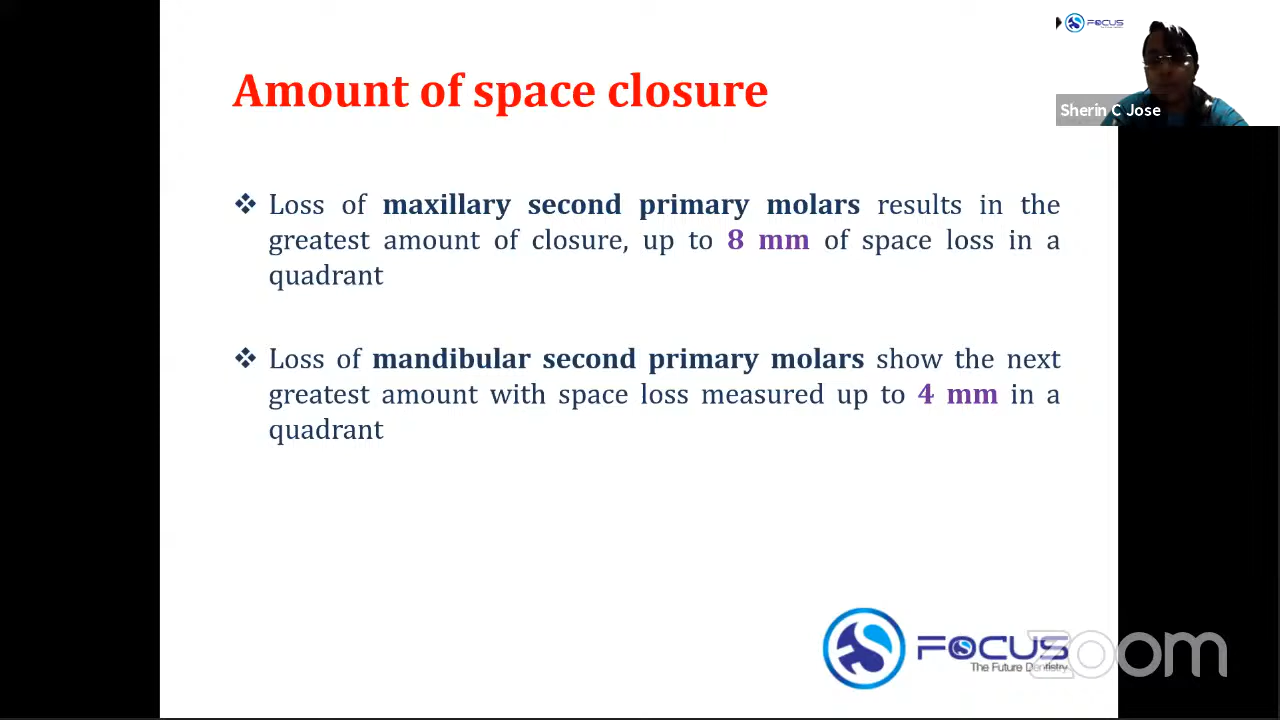 FOCUS
Sherin C Jose
Amount of space closure
❖ Loss of maxillary second primary molars results in the
greatest amount of closure, up to 8 mm of space loss in a
quadrant
❖ Loss of mandibular second primary molars show the next
greatest amount with space loss measured up to 4 mm in a
quadrant
FOCUS
The Future Dentistry
zoom